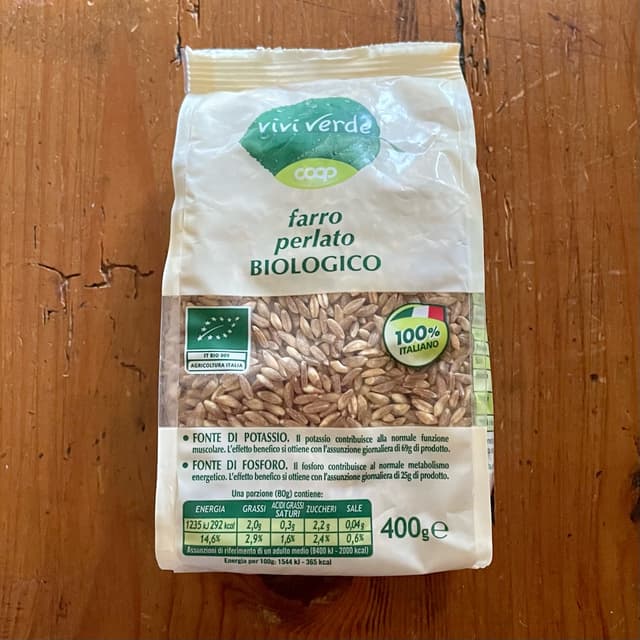 vivi verde
coop
farro
perlato
BIOLOGICO
IT BIO 009
AGRICOLTURA ITALIA
100%
ITALIANO
• FONTE DI POTASSIO. Il potassio contribuisce alla normale funzione
muscolare. L'effetto benefico si ottiene con l'assunzione giornaliera di 69g di prodotto.
• FONTE DI FOSFORO. Il fosforo contribuisce al normale metabolismo
energetico. L'effetto benefico si ottiene con l'assunzione giornaliera di 25g di prodotto.
Una porzione (80g) contiene:
ENERGIA GRASSI ACIDI GRASSI SATURI ZUCCHERI SALE
1235 kJ 292 kcal 2,0g 0,3g 2,2g 0,04g
14,6% 2,9% 1,6% 2,4% 0,6%
Assunzioni di riferimento di un adulto medio (8400 kJ - 2000 kcal)
Energia per 100g: 1544 kJ - 365 kcal
400g e